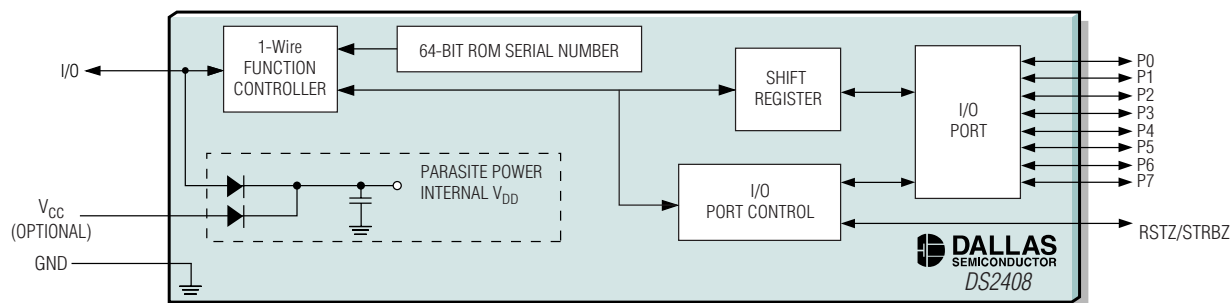 1-Wire
FUNCTION
CONTROLLER
64-BIT ROM SERIAL NUMBER
I/O
SHIFT
REGISTER
I/O
PORT
P0
P1
P2
P3
P4
P5
P6
P7
PARASITE POWER
INTERNAL VDD
I/O
PORT CONTROL
VCC
(OPTIONAL)
GND
RSTZ/STRBZ
DALLAS
SEMICONDUCTOR
DS2408